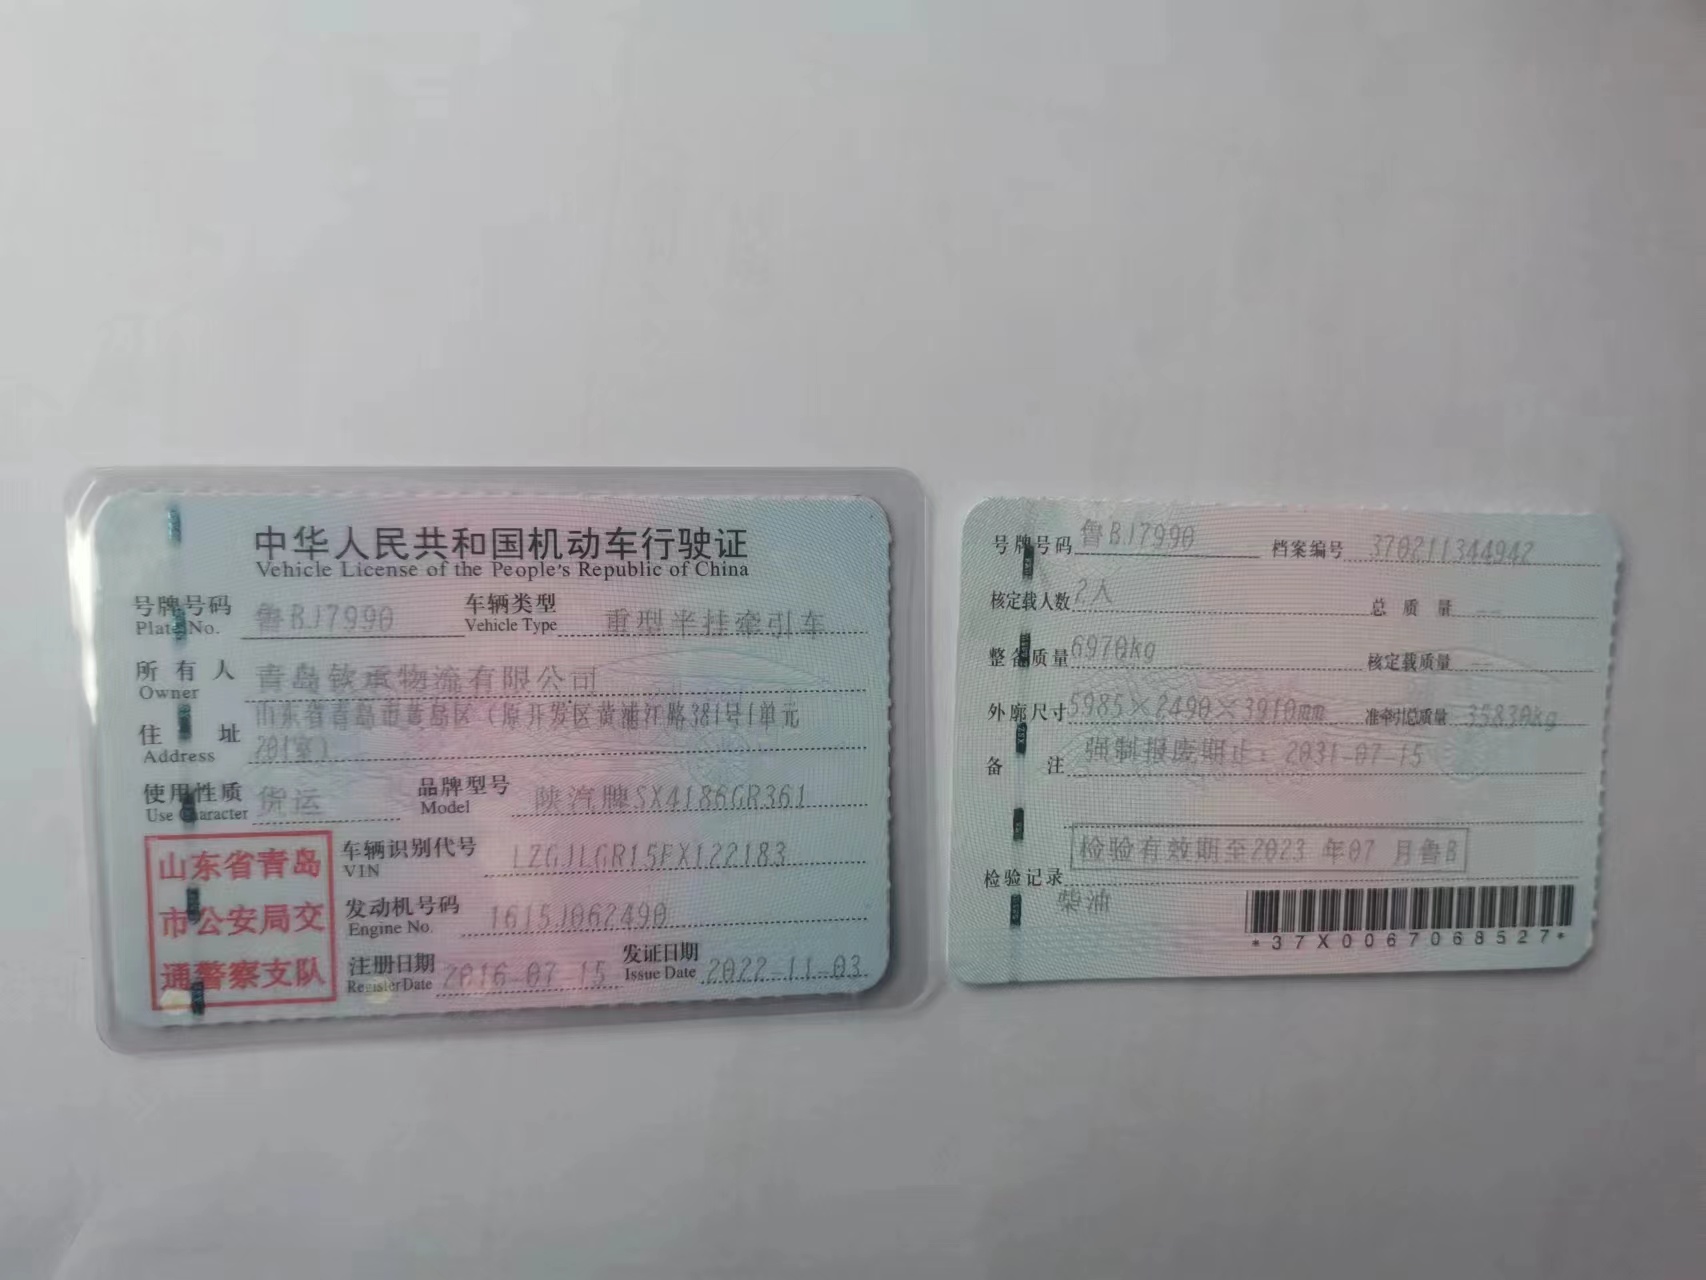 中华人民共和国机动车行驶证
Vehicle License of the People's Republic of China
号牌号码 鲁BJ7990 车辆类型 重型半挂牵引车
Plate No. Vehicle Type
所有人 青岛钦承物流有限公司
Owner
山东省青岛市黄岛区（原开发区黄浦江路381号1单元
住址 201室）
Address
使用性质 货运 品牌型号 陕汽牌SX4186GR361
Use Character Model
山东省青岛
市公安局交
通警察支队
车辆识别代号 LZGJLGR15FX122183
VIN
发动机号码 1615J062490
Engine No.
注册日期 2016-07-15 发证日期 2022-11-03
Register Date Issue Date
号牌号码 鲁BJ7990 档案编号 370211344942
核定载人数 2人 总质量 --
整备质量 6970kg 核定载质量 --
外廓尺寸 5985×2490×3910mm 准牵引总质量 35830kg
备注 强制报废期止：2031-07-15
检验有效期至2023 年07 月鲁B
检验记录
柴油
*37X0067068527*